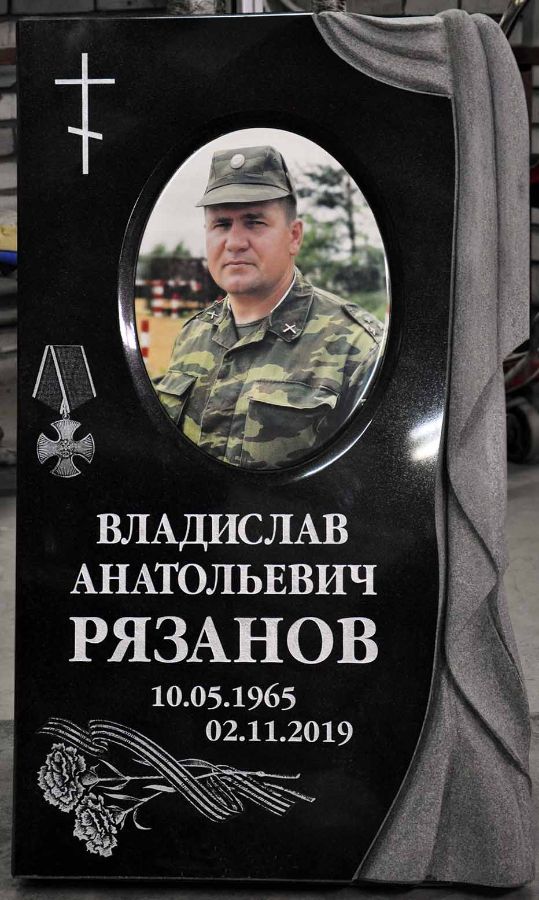 ВЛАДИСЛАВ
АНАТОЛЬЕВИЧ
РЯЗАНОВ
10.05.1965
02.11.2019